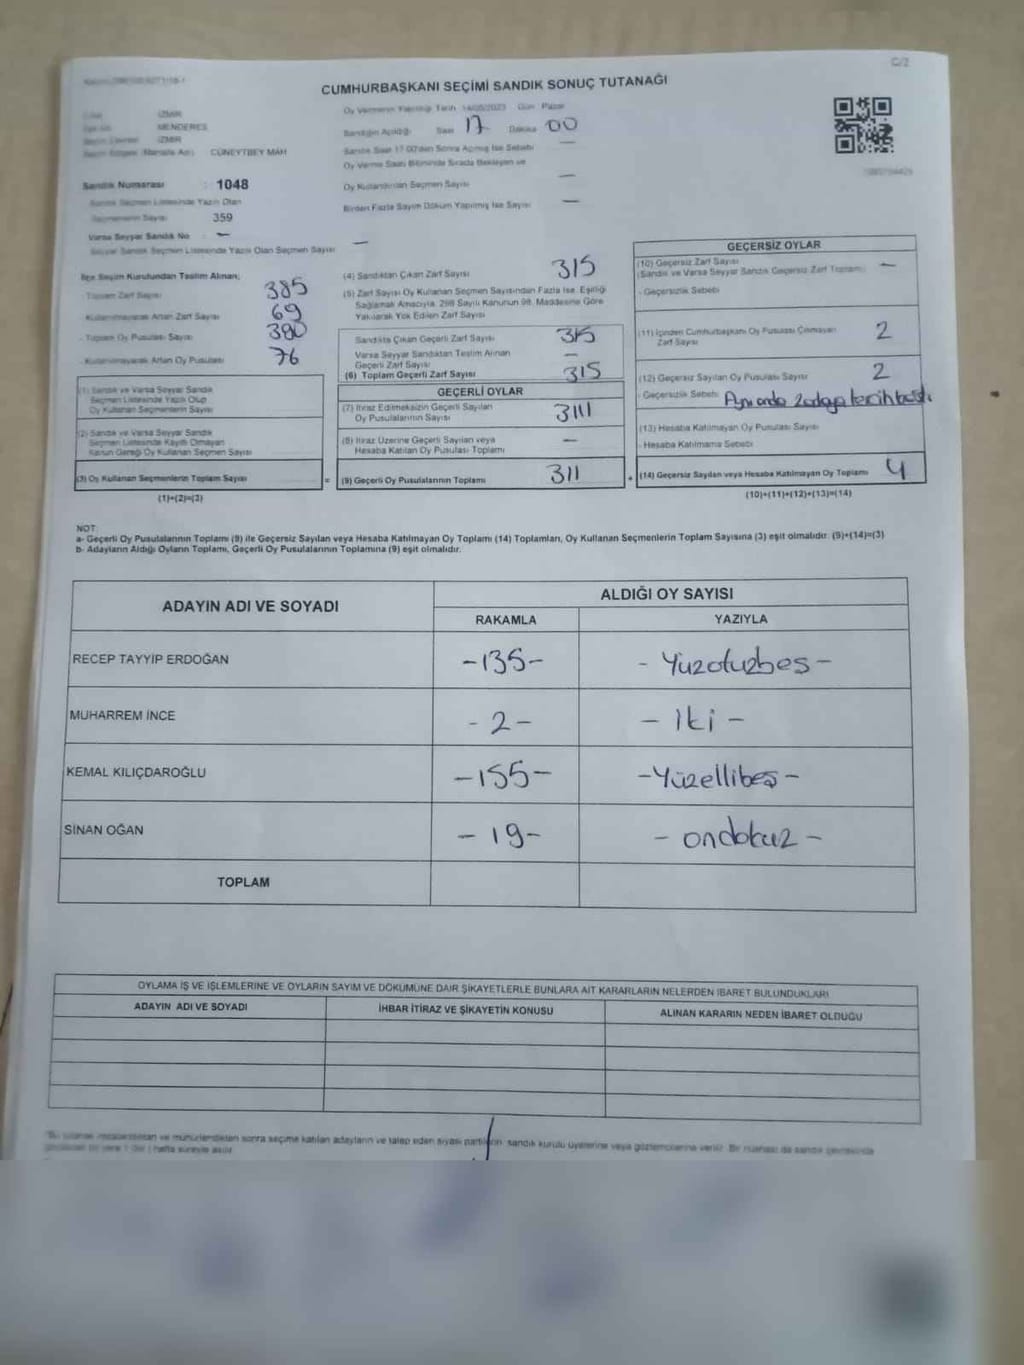 C/2
CUMHURBAŞKANI SEÇİMİ SANDIK SONUÇ TUTANAĞI
İZMİR
MENDERES
İZMİR
CÜNEYTBEY MAH
Sandık Numarası : 1048
Sandık Seçmen Listesinde Yazılı Olan
Seçmenlerin Sayısı : 359
Varsa Seyyar Sandık No : —
Seyyar Sandık Seçmen Listesinde Yazılı Olan Seçmen Sayısı —
Oy Vermenin Yapıldığı Tarih 14/05/2023 Gün Pazar
Sandığın Açıldığı Saat 17 Dakika 00
Sandık Saat 17.00'den Sonra Açılmış İse Sebebi —
Oy Verme Saati Bitiminde Sırada Bekleyen ve
Oy Kullandırılan Seçmen Sayısı —
Birden Fazla Sayım Döküm Yapılmış İse Sayısı —
İlçe Seçim Kurulundan Teslim Alınan;
- Toplam Zarf Sayısı 385
- Kullanılmayarak Artan Zarf Sayısı 69
- Toplam Oy Pusulası Sayısı 380
- Kullanılmayarak Artan Oy Pusulası 76
(1) Sandık ve Varsa Seyyar Sandık
Seçmen Listesinde Yazılı Olup
Oy Kullanan Seçmenlerin Sayısı
(2) Sandık ve Varsa Seyyar Sandık
Seçmen Listesinde Kayıtlı Olmayan
Kanun Gereği Oy Kullanan Seçmen Sayısı
(3) Oy Kullanan Seçmenlerin Toplam Sayısı
(1)+(2)=(3)
(4) Sandıktan Çıkan Zarf Sayısı 315
(5) Zarf Sayısı Oy Kullanan Seçmen Sayısından Fazla İse, Eşitliği
Sağlamak Amacıyla, 298 Sayılı Kanunun 98. Maddesine Göre
Yakılarak Yok Edilen Zarf Sayısı
Sandıkta Çıkan Geçerli Zarf Sayısı 315
Varsa Seyyar Sandıktan Teslim Alınan
Geçerli Zarf Sayısı —
(6) Toplam Geçerli Zarf Sayısı 315
GEÇERLİ OYLAR
(7) İtiraz Edilmeksizin Geçerli Sayılan
Oy Pusulalarının Sayısı
(8) İtiraz Üzerine Geçerli Sayılan veya
Hesaba Katılan Oy Pusulası Toplamı —
= (9) Geçerli Oy Pusulalarının Toplamı 311
GEÇERSİZ OYLAR
(10) Geçersiz Zarf Sayısı
(Sandık ve Varsa Seyyar Sandık Geçersiz Zarf Toplamı) —
- Geçersizlik Sebebi
(11) İçinden Cumhurbaşkanı Oy Pusulası Çıkmayan
Zarf Sayısı 2
(12) Geçersiz Sayılan Oy Pusulası Sayısı 2
- Geçersizlik Sebebi Aynı anda 2 adaya tercih
(13) Hesaba Katılmayan Oy Pusulası Sayısı
- Hesaba Katılmama Sebebi
+ (14) Geçersiz Sayılan veya Hesaba Katılmayan Oy Toplamı 4
(10)+(11)+(12)+(13)=(14)
NOT:
a- Geçerli Oy Pusulalarının Toplamı (9) ile Geçersiz Sayılan veya Hesaba Katılmayan Oy Toplamı (14) Toplamları, Oy Kullanan Seçmenlerin Toplam Sayısına (3) eşit olmalıdır. (9)+(14)=(3)
b- Adayların Aldığı Oyların Toplamı, Geçerli Oy Pusulalarının Toplamına (9) eşit olmalıdır.
ADAYIN ADI VE SOYADI ALDIĞI OY SAYISI
RAKAMLA YAZIYLA
RECEP TAYYİP ERDOĞAN -135- - Yüzotuzbeş -
MUHARREM İNCE - 2 - - İki -
KEMAL KILIÇDAROĞLU -155- -Yüzellibeş-
SİNAN OĞAN - 19- - ondokuz -
TOPLAM
OYLAMA İŞ VE İŞLEMLERİNE VE OYLARIN SAYIM VE DÖKÜMÜNE DAİR ŞİKAYETLERLE BUNLARA AİT KARARLARIN NELERDEN İBARET BULUNDUKLARI
ADAYIN ADI VE SOYADI İHBAR İTİRAZ VE ŞİKAYETİN KONUSU ALINAN KARARIN NEDEN İBARET OLDUĞU
sonra seçime katılan adayların ve talep eden siyasi sandık kurulu üyelerine veya gözlemcilerine verilir. Bir nüshası da sandık